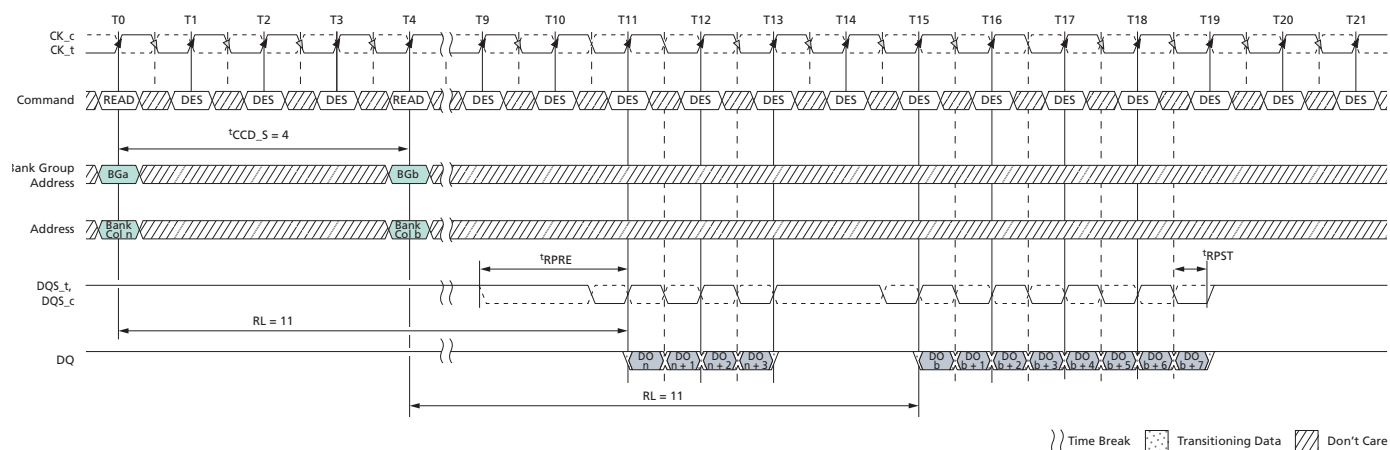 T0 T1 T2 T3 T4 T9 T10 T11 T12 T13 T14 T15 T16 T17 T18 T19 T20 T21
CK_c
CK_t
Command READ DES DES DES READ DES DES DES DES DES DES DES DES DES DES DES DES DES
tCCD_S = 4
Bank Group
Address
BGa BGb
Address
Bank
Col n
Bank
Col b
tRPRE
tRPST
DQS_t,
DQS_c
RL = 11
DQ
DO
n
DO
n + 1
DO
n + 2
DO
n + 3
DO
b
DO
b + 1
DO
b + 2
DO
b + 3
DO
b + 4
DO
b + 5
DO
b + 6
DO
b + 7
RL = 11
Time Break Transitioning Data Don't Care